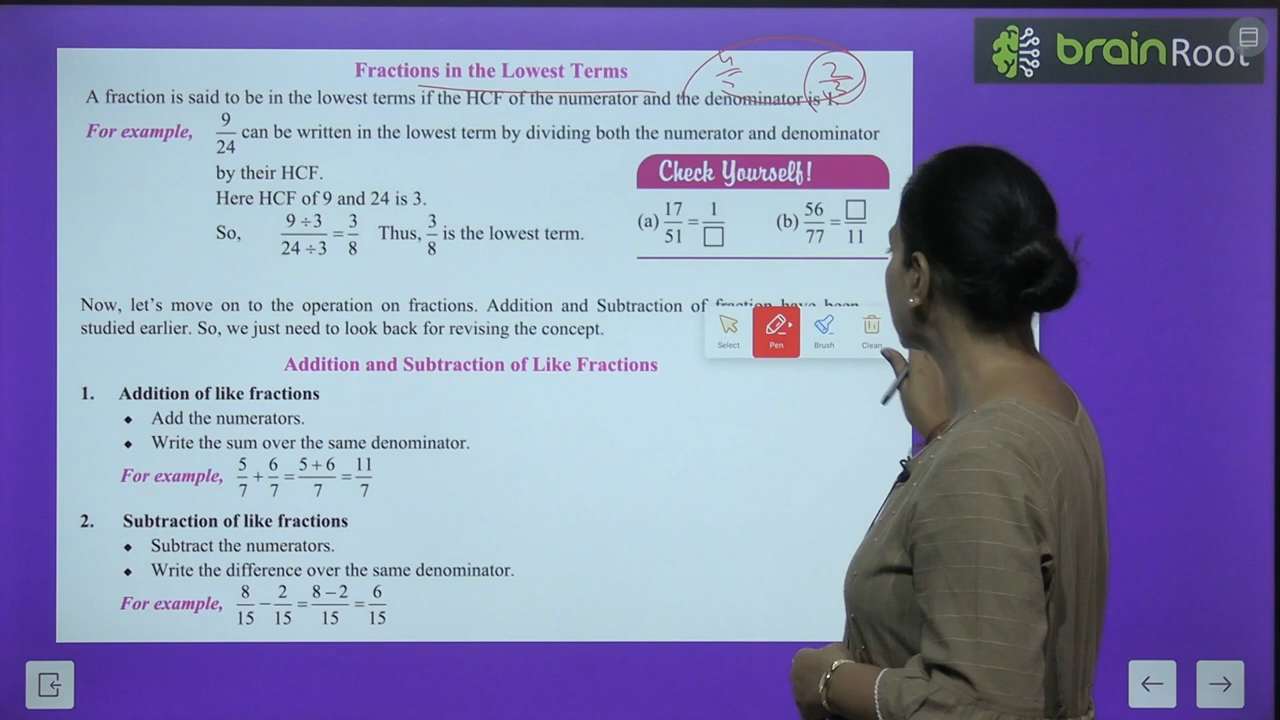 brainRoot
Fractions in the Lowest Terms
A fraction is said to be in the lowest terms if the HCF of the numerator and the denominator is 1.
For example, 9/24 can be written in the lowest term by dividing both the numerator and denominator
by their HCF.
Here HCF of 9 and 24 is 3.
So, 9 ÷3/24 ÷3 = 3/8 Thus, 3/8 is the lowest term.
Check Yourself!
(a) 17/51 = 1/□ (b) 56/77 = □/11
Now, let's move on to the operation on fractions. Addition and Subtraction of fraction have been
studied earlier. So, we just need to look back for revising the concept.
Select Pen Brush Clean
Addition and Subtraction of Like Fractions
1. Addition of like fractions
◆ Add the numerators.
◆ Write the sum over the same denominator.
For example, 5/7 + 6/7 = 5+6/7 = 11/7
2. Subtraction of like fractions
◆ Subtract the numerators.
◆ Write the difference over the same denominator.
For example, 8/15 − 2/15 = 8−2/15 = 6/15